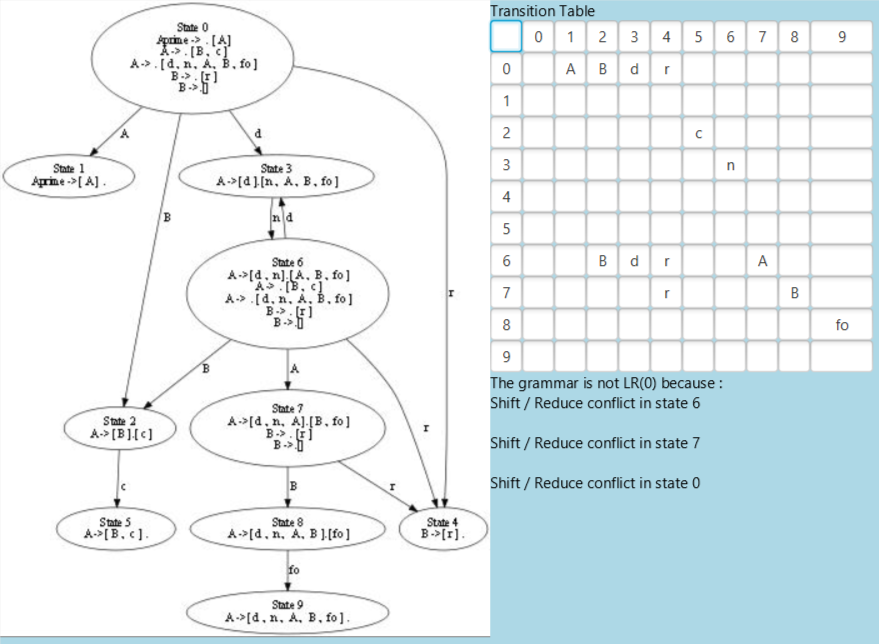 State 0
Aprime -> . [A]
A-> . [B, c]
A-> . [d, n, A, B, fo]
B-> . [r]
B->.[]
A
d
State 1
Aprime ->[ A] .
State 3
A->[d ].[n, A, B, fo]
B
n d
State 6
A->[d, n].[A, B, fo]
A-> . [B, c]
A-> . [d, n, A, B, fo]
B-> . [r]
B->.[]
r
B
A
State 2
A->[B].[c]
State 7
A->[d, n, A].[B, fo]
B-> . [r]
B->.[]
r
c
B
r
State 5
A->[ B, c] .
State 8
A->[d, n, A, B ].[fo]
State 4
B->[r] .
fo
State 9
A->[d, n, A, B, fo] .
Transition Table
0 1 2 3 4 5 6 7 8 9
0 A B d r
1
2 c
3 n
4
5
6 B d r A
7 r B
8 fo
9
The grammar is not LR(0) because :
Shift / Reduce conflict in state 6
Shift / Reduce conflict in state 7
Shift / Reduce conflict in state 0